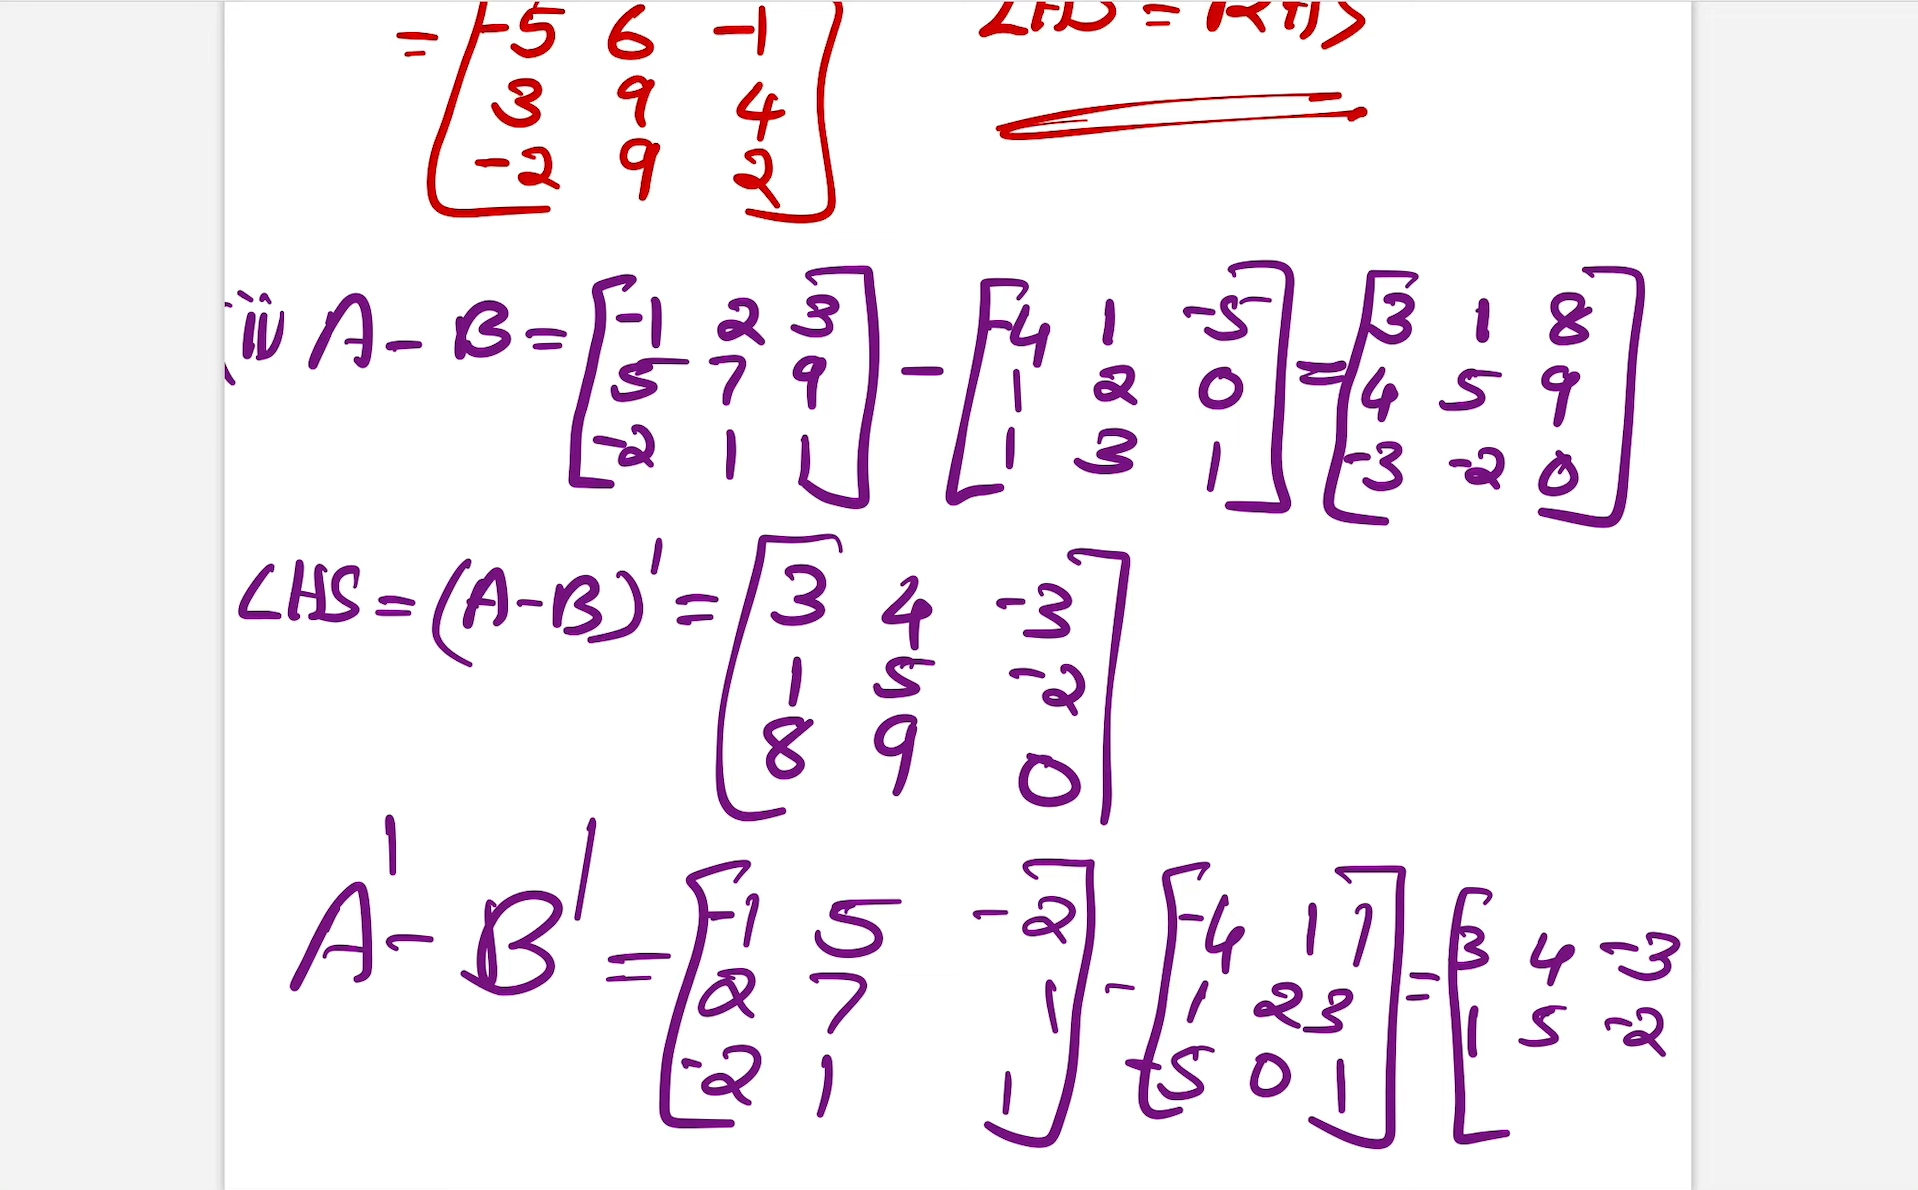 = [-5 6 -1 LHS = RHS
3 9 4
-2 9 2]
(ii) A - B = [-1 2 3 - [-4 1 -5 = [3 1 8
5 7 9] 1 2 0] 4 5 9]
-2 1 1 1 3 1 -3 -2 0
LHS = (A-B)' = [3 4 -3
1 5 -2
8 9 0]
A' - B' = [-1 5 -2 - [-4 1 1 = [3 4 -3
2 7 1 1 2 3 1 5 -2
-2 1 1] -5 0 1]